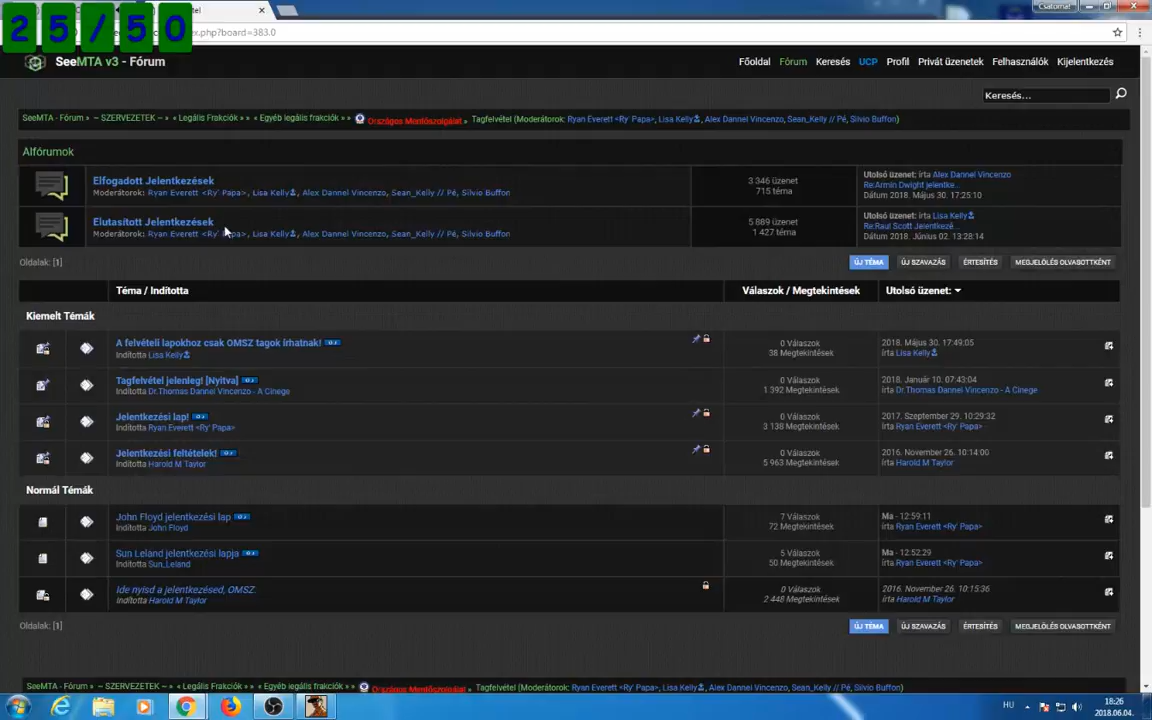 25/50
tel
Csatoma!
x.php?board=383.0
SeeMTA v3 - Fórum
Főoldal Fórum Keresés UCP Profil Privát üzenetek Felhasználók Kijelentkezés
Keresés...
SeeMTA - Fórum » ~ SZERVEZETEK ~ » « Legális Frakciók » « Egyéb legális frakciók » » Országos Mentőszolgálat » Tagfelvétel (Moderátorok: Ryan Everett <Ry' Papa>, Lisa Kelly, Alex Dannel Vincenzo, Sean_Kelly // Pé, Silvio Buffon)
Alfórumok
Elfogadott Jelentkezések
Moderátorok: Ryan Everett <Ry' Papa>, Lisa Kelly, Alex Dannel Vincenzo, Sean_Kelly // Pé, Silvio Buffon
3 346 üzenet
715 téma
Utolsó üzenet: írta Alex Dannel Vincenzo
Re:Armin Dwight jelentke...
Dátum 2018. Május 30. 17:25:10
Elutasított Jelentkezések
Moderátorok: Ryan Everett <Ry' Papa>, Lisa Kelly, Alex Dannel Vincenzo, Sean_Kelly // Pé, Silvio Buffon
5 889 üzenet
1 427 téma
Utolsó üzenet: írta Lisa Kelly
Re:Raul Scott Jelentkezé...
Dátum 2018. Június 02. 13:28:14
Oldalak: [1]
ÚJ TÉMA ÚJ SZAVAZÁS ÉRTESÍTÉS MEGJELÖLÉS OLVASOTTKÉNT
Téma / Indította Válaszok / Megtekintések Utolsó üzenet:
Kiemelt Témák
A felvételi lapokhoz csak OMSZ tagok írhatnak!
Indította Lisa Kelly
0 Válaszok
38 Megtekintések
2018. Május 30. 17:49:05
írta Lisa Kelly
Tagfelvétel jelenleg! [Nyitva]
Indította Dr.Thomas Dannel Vincenzo - A Cinege
0 Válaszok
1 392 Megtekintések
2018. Január 10. 07:43:04
írta Dr.Thomas Dannel Vincenzo - A Cinege
Jelentkezési lap!
Indította Ryan Everett <Ry' Papa>
0 Válaszok
3 138 Megtekintések
2017. Szeptember 29. 10:29:32
írta Ryan Everett <Ry' Papa>
Jelentkezési feltételek!
Indította Harold M Taylor
0 Válaszok
5 963 Megtekintések
2016. November 26. 10:14:00
írta Harold M Taylor
Normál Témák
John Floyd jelentkezési lap
Indította John Floyd
7 Válaszok
72 Megtekintések
Ma - 12:59:11
írta Ryan Everett <Ry' Papa>
Sun Leland jelentkezési lapja
Indította Sun_Leland
5 Válaszok
50 Megtekintések
Ma - 12:52:29
írta Ryan Everett <Ry' Papa>
Ide nyisd a jelentkezésed, OMSZ.
Indította Harold M Taylor
0 Válaszok
2 448 Megtekintések
2016. November 26. 10:15:36
írta Harold M Taylor
Oldalak: [1]
ÚJ TÉMA ÚJ SZAVAZÁS ÉRTESÍTÉS MEGJELÖLÉS OLVASOTTKÉNT
SeeMTA - Fórum » ~ SZERVEZETEK ~ » « Legális Frakciók » « Egyéb legális frakciók » » Országos Mentőszolgálat » Tagfelvétel (Moderátorok: Ryan Everett <Ry' Papa>, Lisa Kelly, Alex Dannel Vincenzo, Sean_Kelly // Pé, Silvio Buffon)
HU
18:26
2018.06.04.